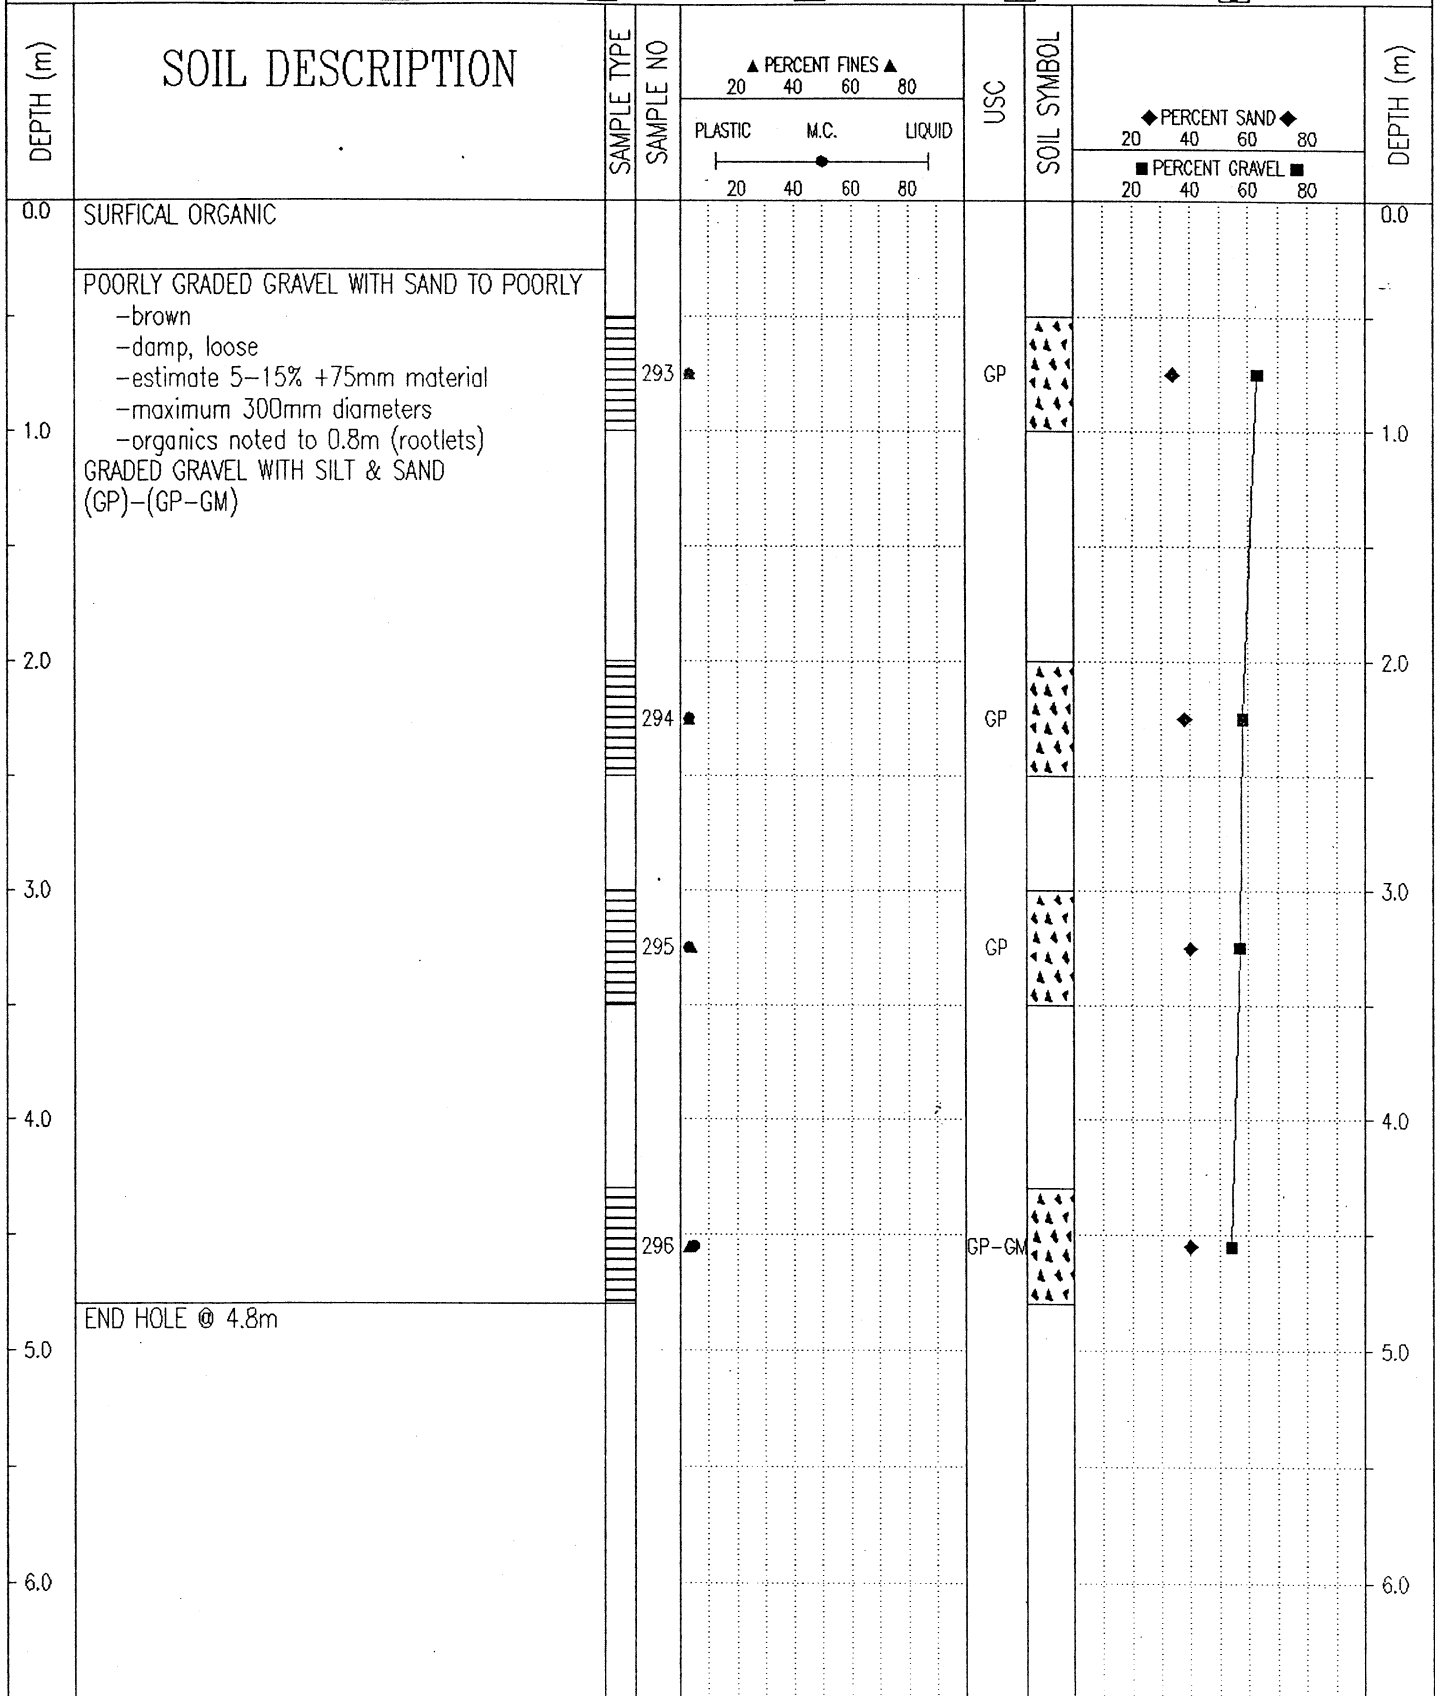 DEPTH (m)
SOIL DESCRIPTION
SAMPLE TYPE
SAMPLE NO
▲ PERCENT FINES ▲
20 40 60 80
PLASTIC M.C. LIQUID
20 40 60 80
USC
SOIL SYMBOL
◆ PERCENT SAND ◆
20 40 60 80
■ PERCENT GRAVEL ■
20 40 60 80
DEPTH (m)
0.0 SURFICAL ORGANIC 0.0
POORLY GRADED GRAVEL WITH SAND TO POORLY
-brown
-damp, loose
-estimate 5-15% +75mm material
293 GP
-maximum 300mm diameters
1.0 -organics noted to 0.8m (rootlets) 1.0
GRADED GRAVEL WITH SILT & SAND
(GP)-(GP-GM)
2.0 2.0
294 GP
3.0 3.0
295 GP
4.0 4.0
296 GP-GM
END HOLE @ 4.8m
5.0 5.0
6.0 6.0